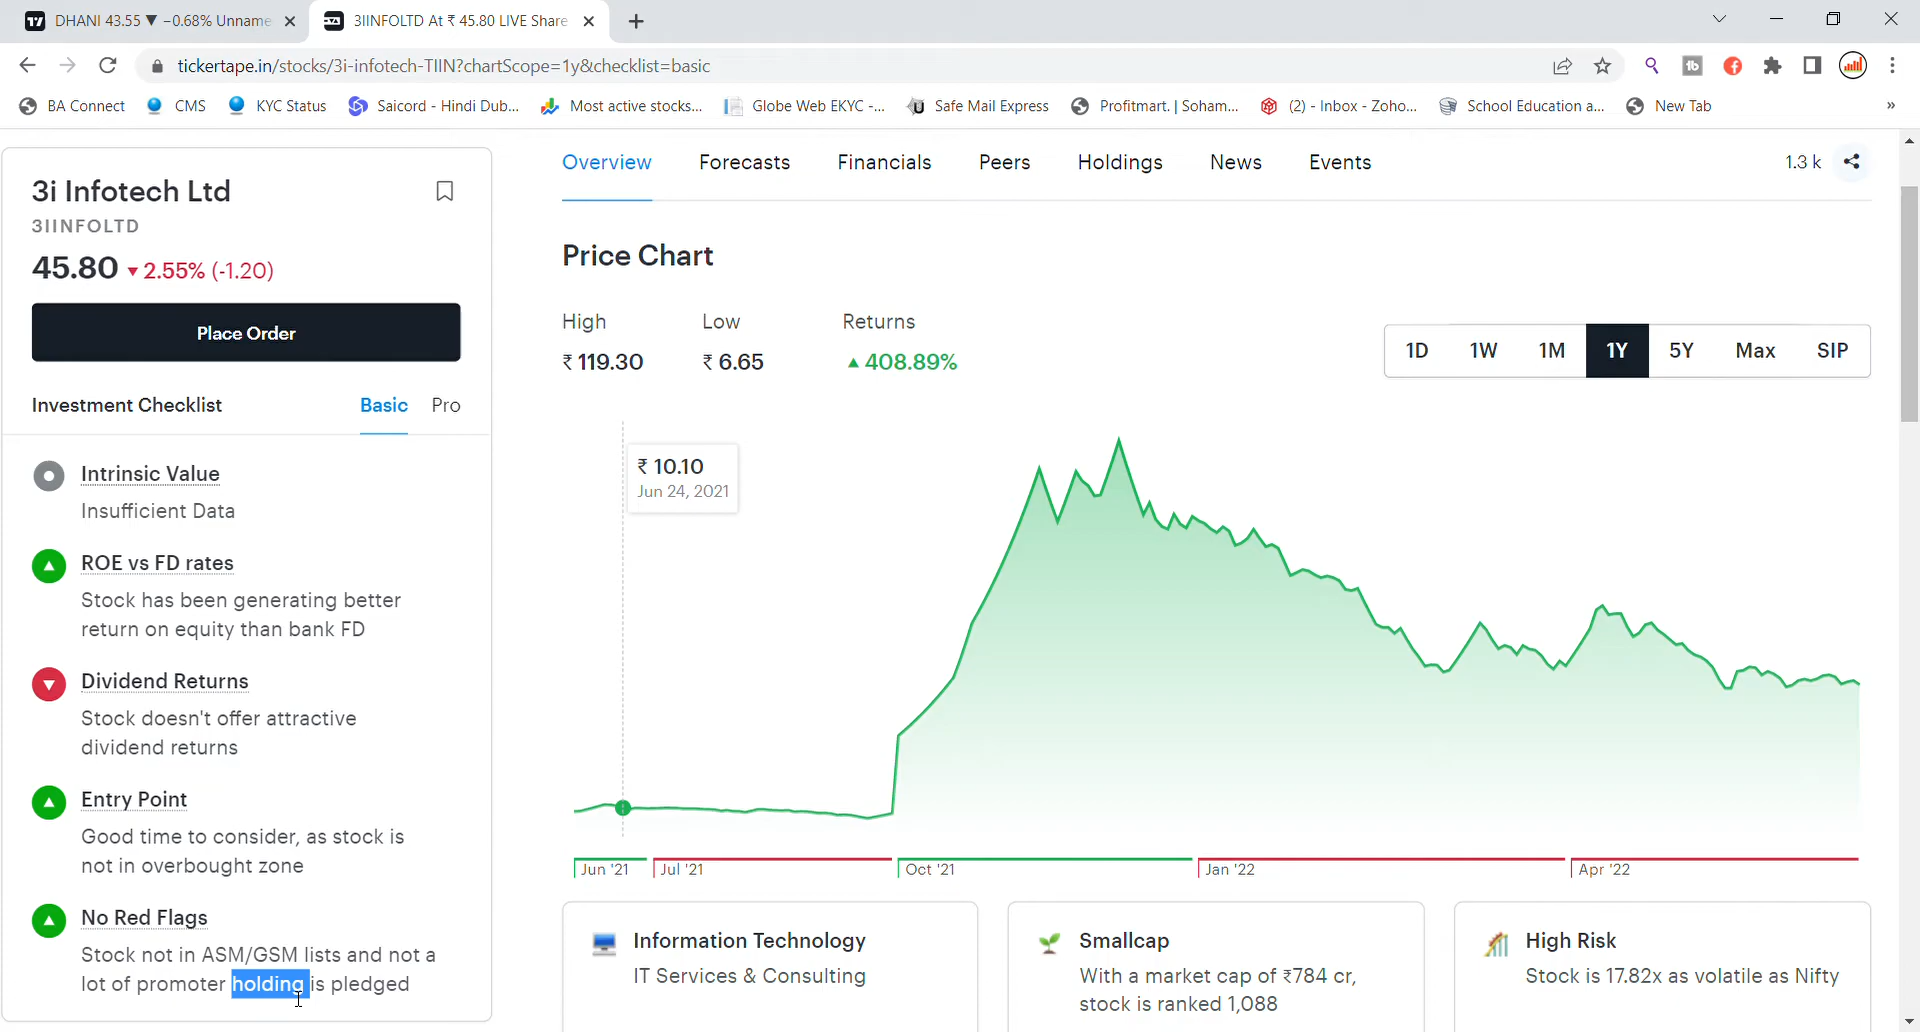 DHANI 43.55 ▼ −0.68% Unname
3IINFOLTD At ₹ 45.80 LIVE Share
tickertape.in/stocks/3i-infotech-TIIN?chartScope=1y&checklist=basic
BA Connect
CMS
KYC Status
Saicord - Hindi Dub...
Most active stocks...
Globe Web EKYC -...
Safe Mail Express
Profitmart. | Soham...
(2) - Inbox - Zoho...
School Education a...
New Tab
»
3i Infotech Ltd
3IINFOLTD
45.80 ▼ 2.55% (-1.20)
Place Order
Investment Checklist
Basic
Pro
Intrinsic Value
Insufficient Data
ROE vs FD rates
Stock has been generating better
return on equity than bank FD
Dividend Returns
Stock doesn't offer attractive
dividend returns
Entry Point
Good time to consider, as stock is
not in overbought zone
No Red Flags
Stock not in ASM/GSM lists and not a
lot of promoter holding is pledged
Overview
Forecasts
Financials
Peers
Holdings
News
Events
1.3 k
Price Chart
High
Low
Returns
₹ 119.30
₹ 6.65
▲ 408.89%
1D
1W
1M
1Y
5Y
Max
SIP
₹ 10.10
Jun 24, 2021
Jun '21
Jul '21
Oct '21
Jan '22
Apr '22
Information Technology
IT Services & Consulting
Smallcap
With a market cap of ₹784 cr,
stock is ranked 1,088
High Risk
Stock is 17.82x as volatile as Nifty